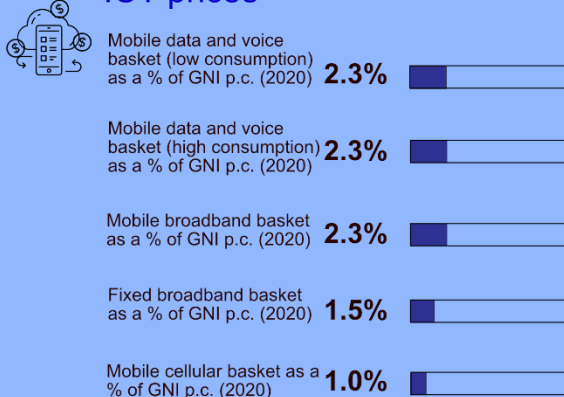 ICT prices
Mobile data and voice
basket (low consumption)
as a % of GNI p.c. (2020) 2.3%
Mobile data and voice
basket (high consumption) 2.3%
as a % of GNI p.c. (2020)
Mobile broadband basket
as a % of GNI p.c. (2020) 2.3%
Fixed broadband basket
as a % of GNI p.c. (2020) 1.5%
Mobile cellular basket as a 1.0%
% of GNI p.c. (2020)